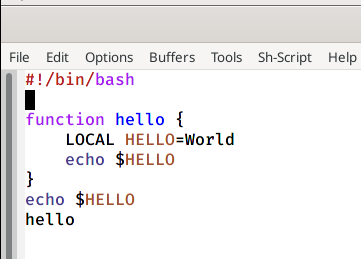 File Edit Options Buffers Tools Sh-Script Help
#!/bin/bash
function hello {
    LOCAL HELLO=World
    echo $HELLO
}
echo $HELLO
hello